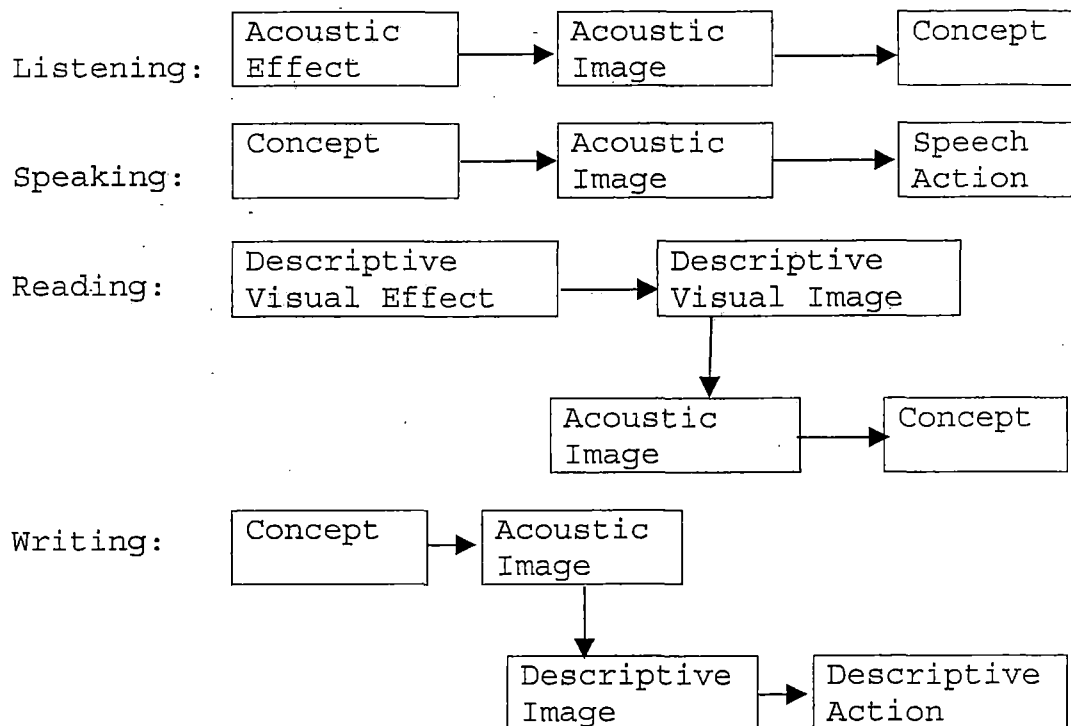 Listening:
Acoustic
Effect
Acoustic
Image
Concept
Speaking:
Concept
Acoustic
Image
Speech
Action
Reading:
Descriptive
Visual Effect
Descriptive
Visual Image
Acoustic
Image
Concept
Writing:
Concept
Acoustic
Image
Descriptive
Image
Descriptive
Action